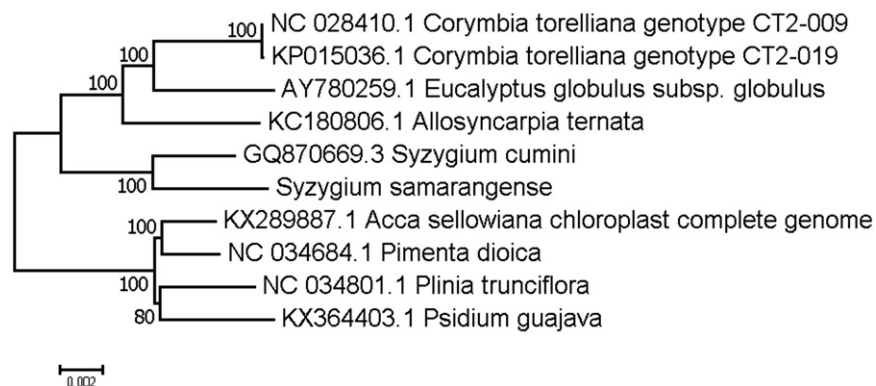 100
NC 028410.1 Corymbia torelliana genotype CT2-009
100
KP015036.1 Corymbia torelliana genotype CT2-019
100
AY780259.1 Eucalyptus globulus subsp. globulus
KC180806.1 Allosyncarpia ternata
GQ870669.3 Syzygium cumini
100
Syzygium samarangense
100
KX289887.1 Acca sellowiana chloroplast complete genome
NC 034684.1 Pimenta dioica
100
NC 034801.1 Plinia trunciflora
80
KX364403.1 Psidium guajava
0.002